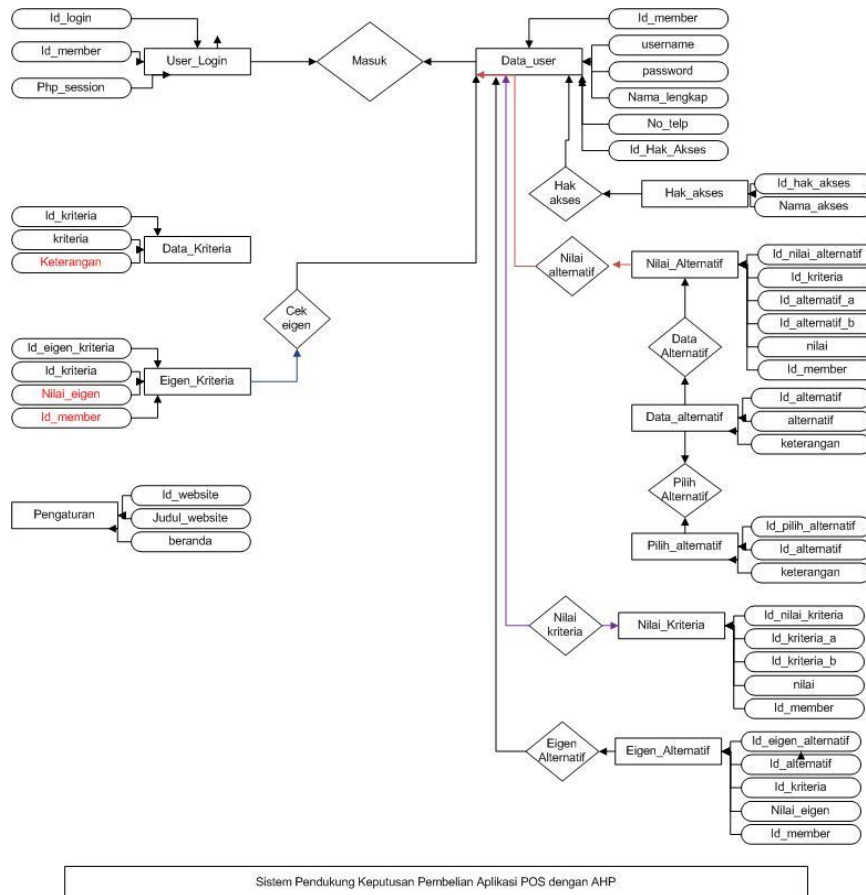 Id_login
Id_member
Php_session
User_Login
Masuk
Data_user
Id_member
username
password
Nama_lengkap
No_telp
Id_Hak_Akses
Hak
akses
Hak_akses
Id_hak_akses
Nama_akses
Id_kriteria
kriteria
Keterangan
Data_Kriteria
Cek
eigen
Id_eigen_kriteria
Id_kriteria
Nilai_eigen
Id_member
Eigen_Kriteria
Pengaturan
Id_website
Judul_website
beranda
Nilai
alternatif
Nilai_Alternatif
Id_nilai_alternatif
Id_kriteria
Id_alternatif_a
Id_alternatif_b
nilai
Id_member
Data
Alternatif
Data_alternatif
Id_alternatif
alternatif
keterangan
Pilih
Alternatif
Pilih_alternatif
Id_pilih_alternatif
Id_alternatif
keterangan
Nilai
kriteria
Nilai_Kriteria
Id_nilai_kriteria
Id_kriteria_a
Id_kriteria_b
nilai
Id_member
Eigen
Alternatif
Eigen_Alternatif
Id_eigen_alternatif
Id_alternatif
Id_kriteria
Nilai_eigen
Id_member
Sistem Pendukung Keputusan Pembelian Aplikasi POS dengan AHP